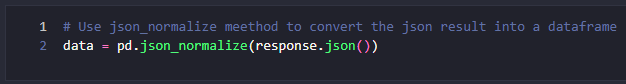 1 # Use json_normalize meethod to convert the json result into a dataframe
2 data = pd.json_normalize(response.json())